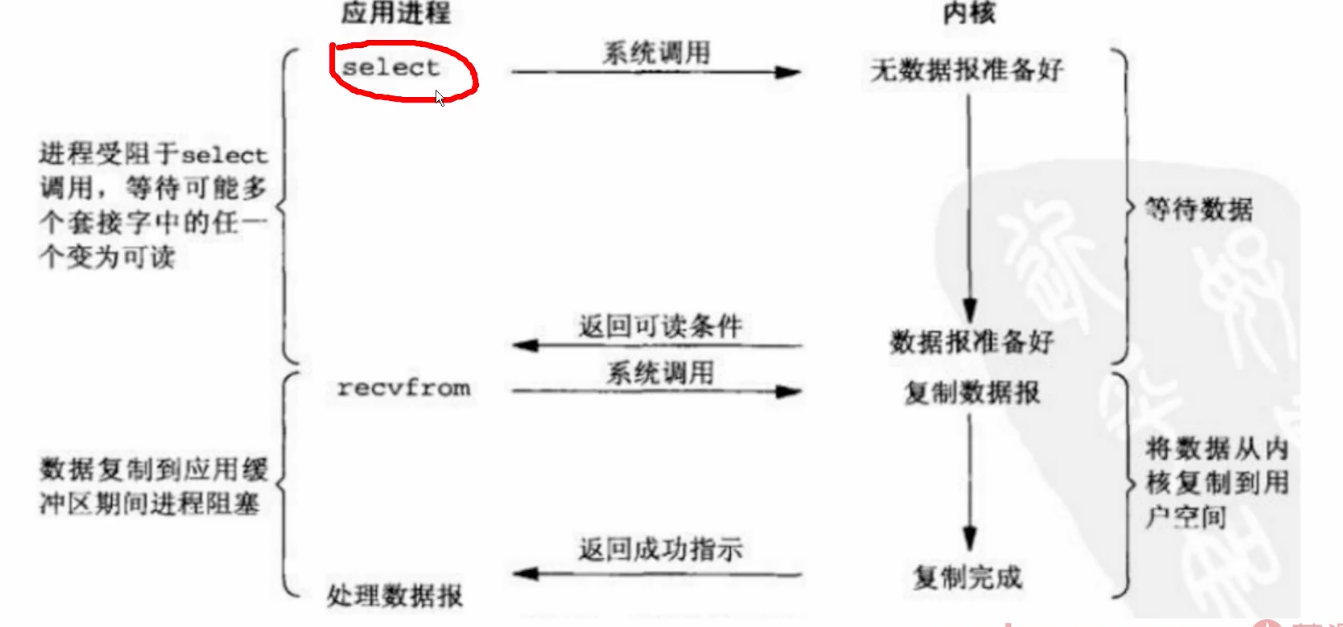 应用进程
内核
select
系统调用
无数据报准备好
进程受阻于select
调用，等待可能多
个套接字中的任一
个变为可读
等待数据
返回可读条件
数据报准备好
recvfrom
系统调用
复制数据报
数据复制到应用缓
冲区期间进程阻塞
将数据从内
核复制到用
户空间
返回成功指示
复制完成
处理数据报